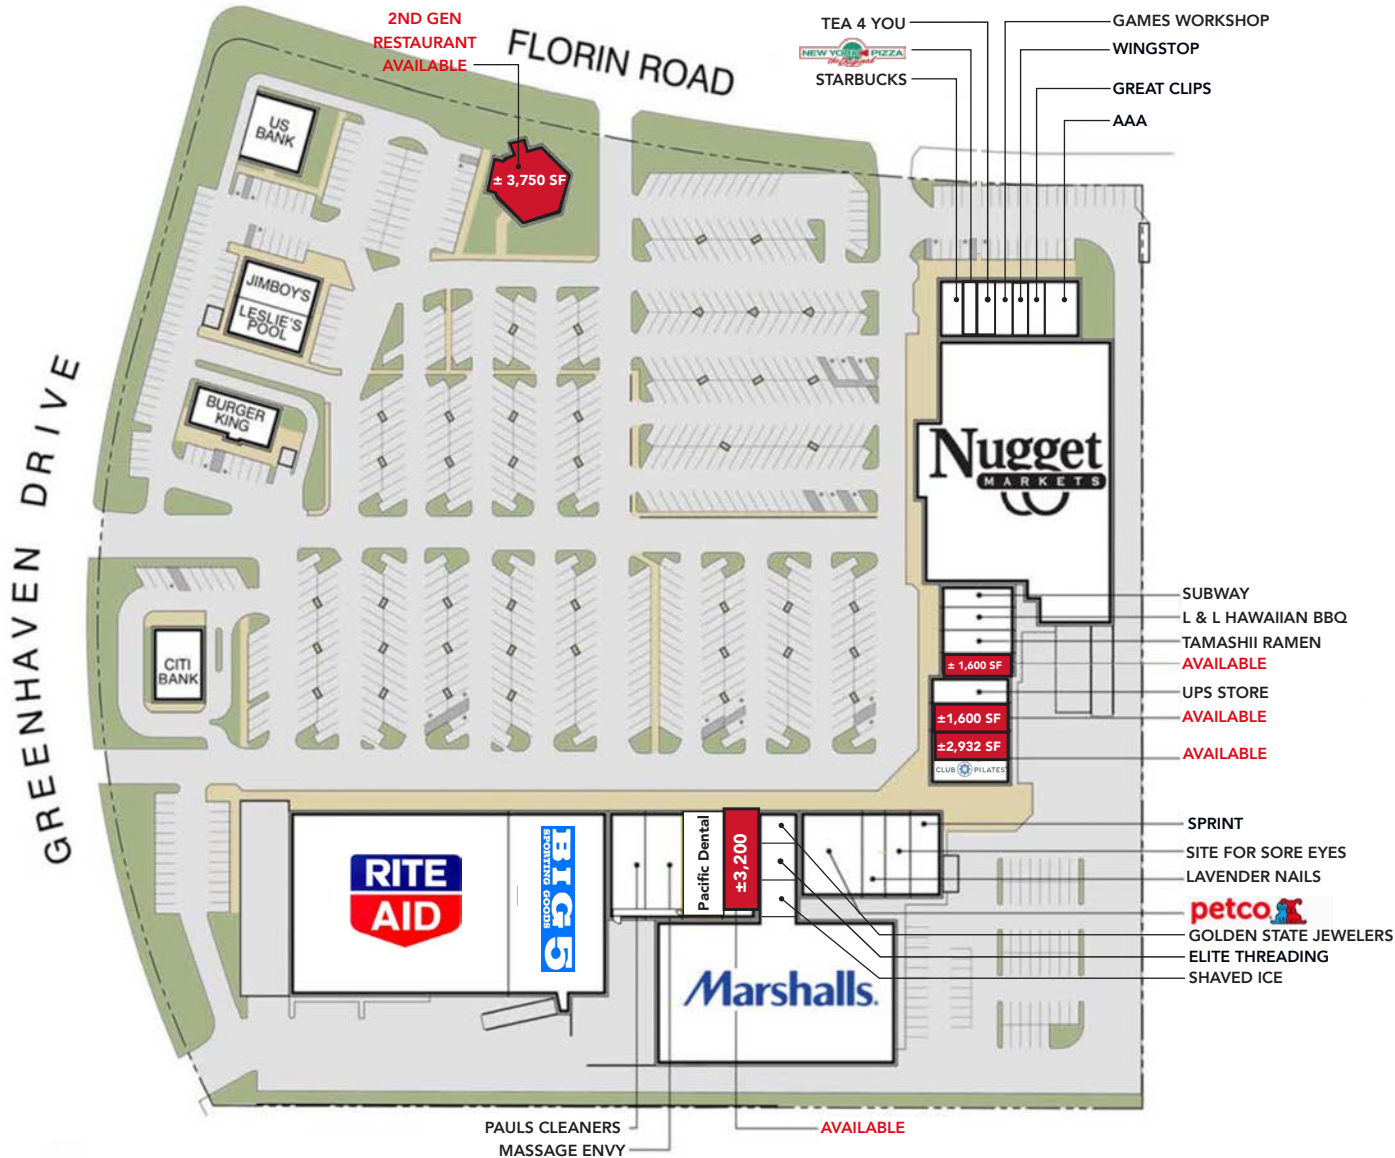 2ND GEN
RESTAURANT
AVAILABLE
FLORIN ROAD
TEA 4 YOU
NEW YORK PIZZA
the Original
STARBUCKS
GAMES WORKSHOP
WINGSTOP
GREAT CLIPS
AAA
US
BANK
± 3,750 SF
JIMBOY'S
LESLIE'S
POOL
BURGER
KING
GREENHAVEN DRIVE
Nugget
MARKETS
CITI
BANK
SUBWAY
L & L HAWAIIAN BBQ
TAMASHII RAMEN
± 1,600 SF
AVAILABLE
UPS STORE
±1,600 SF
AVAILABLE
±2,932 SF
AVAILABLE
CLUB PILATES
RITE
AID
BIG 5
SPORTING GOODS
Pacific Dental
±3,200
SPRINT
SITE FOR SORE EYES
LAVENDER NAILS
petco
GOLDEN STATE JEWELERS
ELITE THREADING
SHAVED ICE
Marshalls.
PAULS CLEANERS
MASSAGE ENVY
AVAILABLE